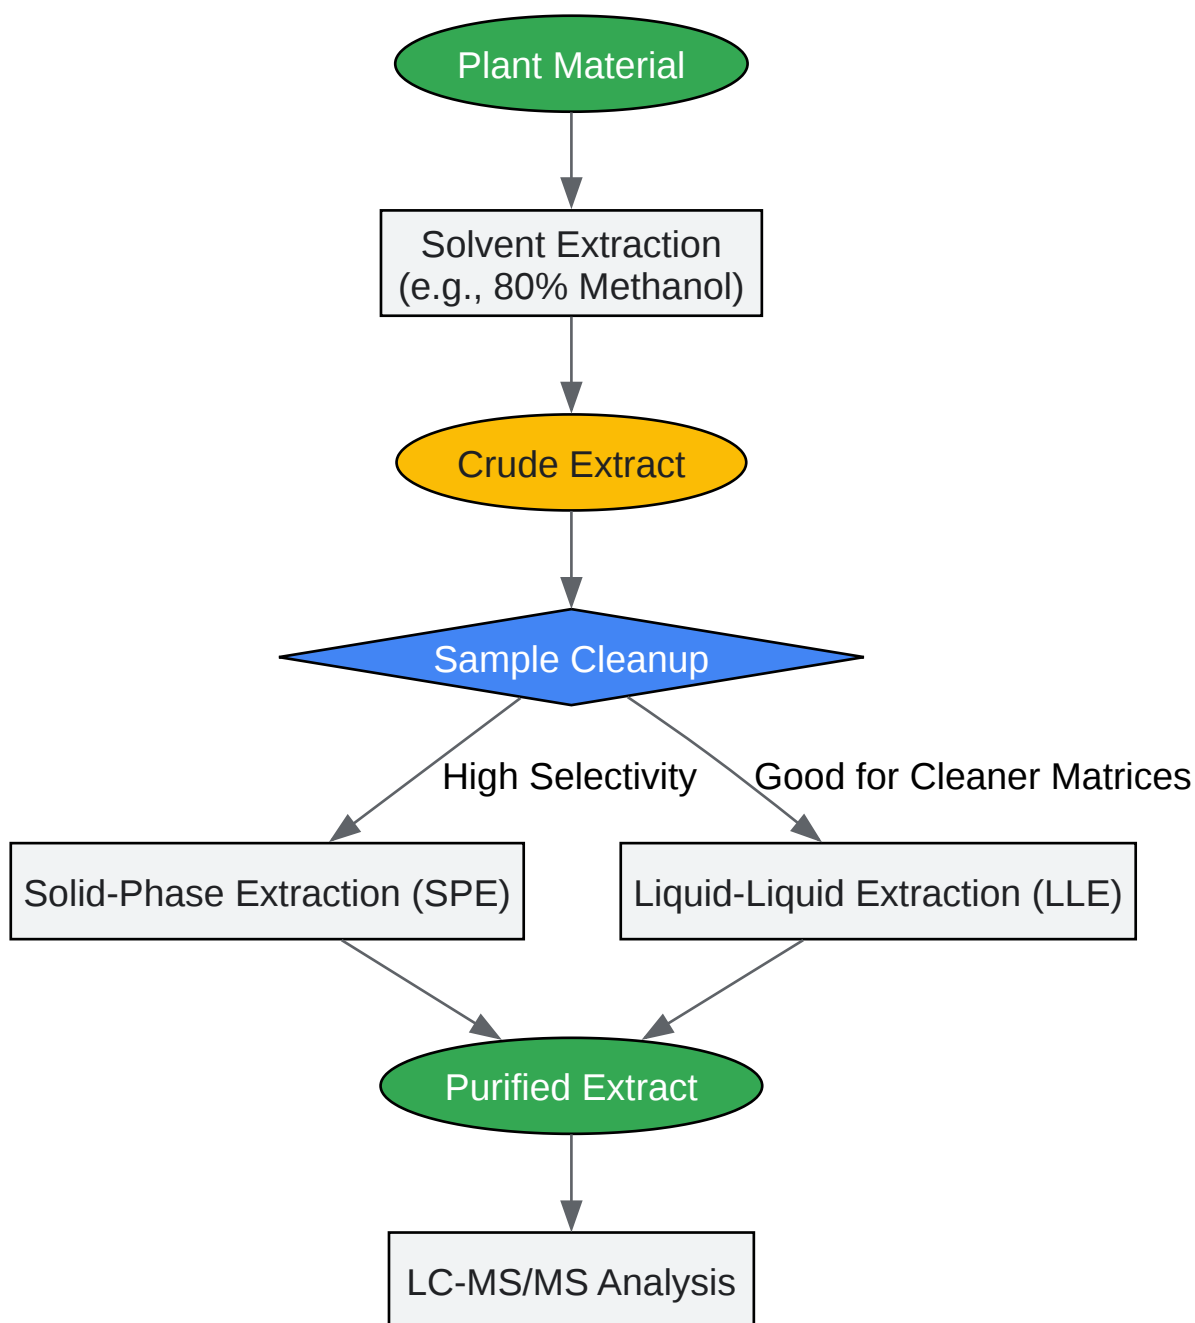 Plant Material
Solvent Extraction
(e.g., 80% Methanol)
Crude Extract
Sample Cleanup
High Selectivity
Good for Cleaner Matrices
Solid-Phase Extraction (SPE)
Liquid-Liquid Extraction (LLE)
Purified Extract
LC-MS/MS Analysis